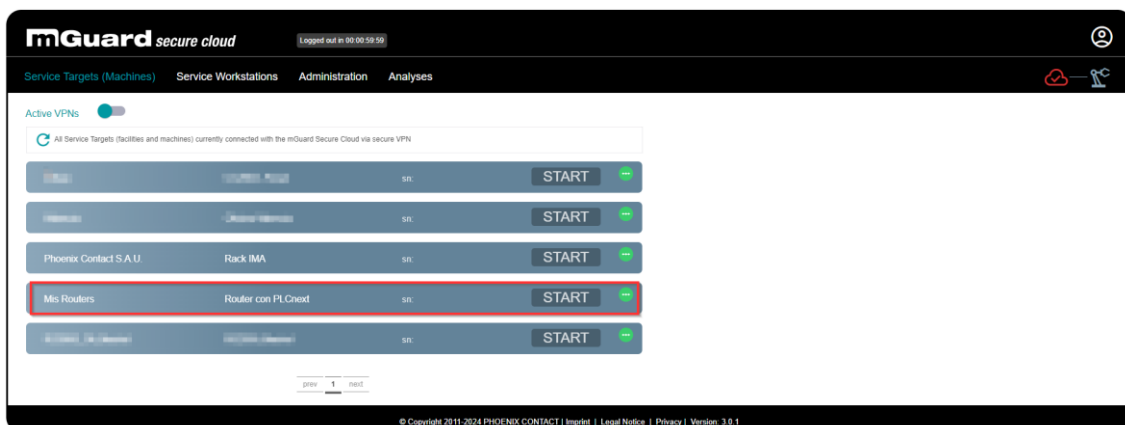 mGuard secure cloud Logged out in 00:00:59:59
Service Targets (Machines) Service Workstations Administration Analyses
Active VPNs
All Service Targets (facilities and machines) currently connected with the mGuard Secure Cloud via secure VPN
sn: START
sn: START
Phoenix Contact S.A.U. Rack IMA sn: START
Mis Routers Router con PLCnext sn: START
sn: START
prev 1 next
© Copyright 2011-2024 PHOENIX CONTACT | Imprint | Legal Notice | Privacy | Version: 3.0.1